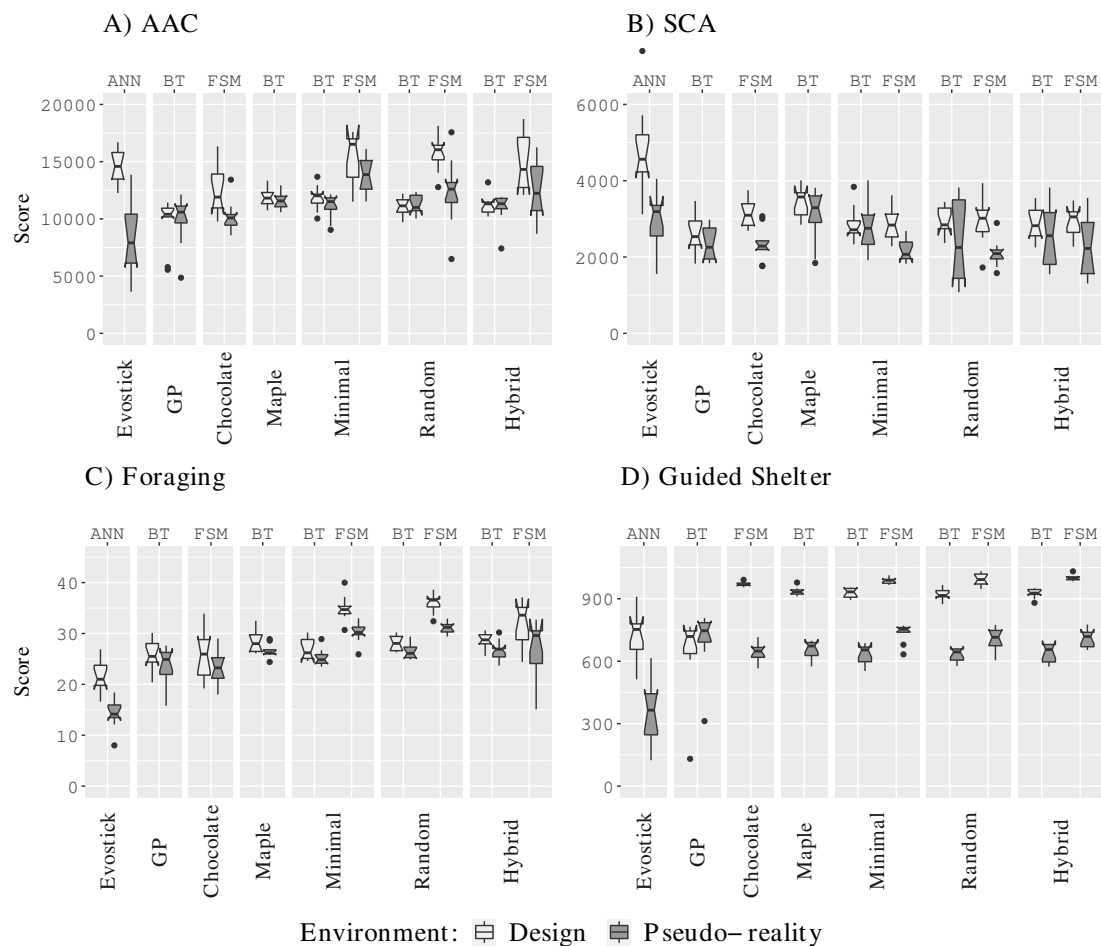 A) AAC
ANN BT FSM BT BT FSM BT FSM BT FSM
20000
15000
10000
5000
0
Score
Evostick GP Chocolate Maple Minimal Random Hybrid
B) SCA
ANN BT FSM BT BT FSM BT FSM BT FSM
6000
4000
2000
0
Evostick GP Chocolate Maple Minimal Random Hybrid
C) Foraging
ANN BT FSM BT BT FSM BT FSM BT FSM
40
30
20
10
0
Score
Evostick GP Chocolate Maple Minimal Random Hybrid
D) Guided Shelter
ANN BT FSM BT BT FSM BT FSM BT FSM
900
600
300
0
Evostick GP Chocolate Maple Minimal Random Hybrid
Environment: Design Pseudo-reality